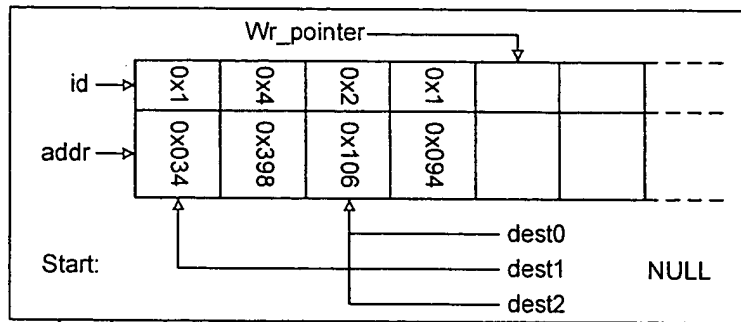 Wr_pointer
id 0x1 0x4 0x2 0x1
addr 0x034 0x398 0x106 0x094
dest0
Start: dest1 NULL
dest2